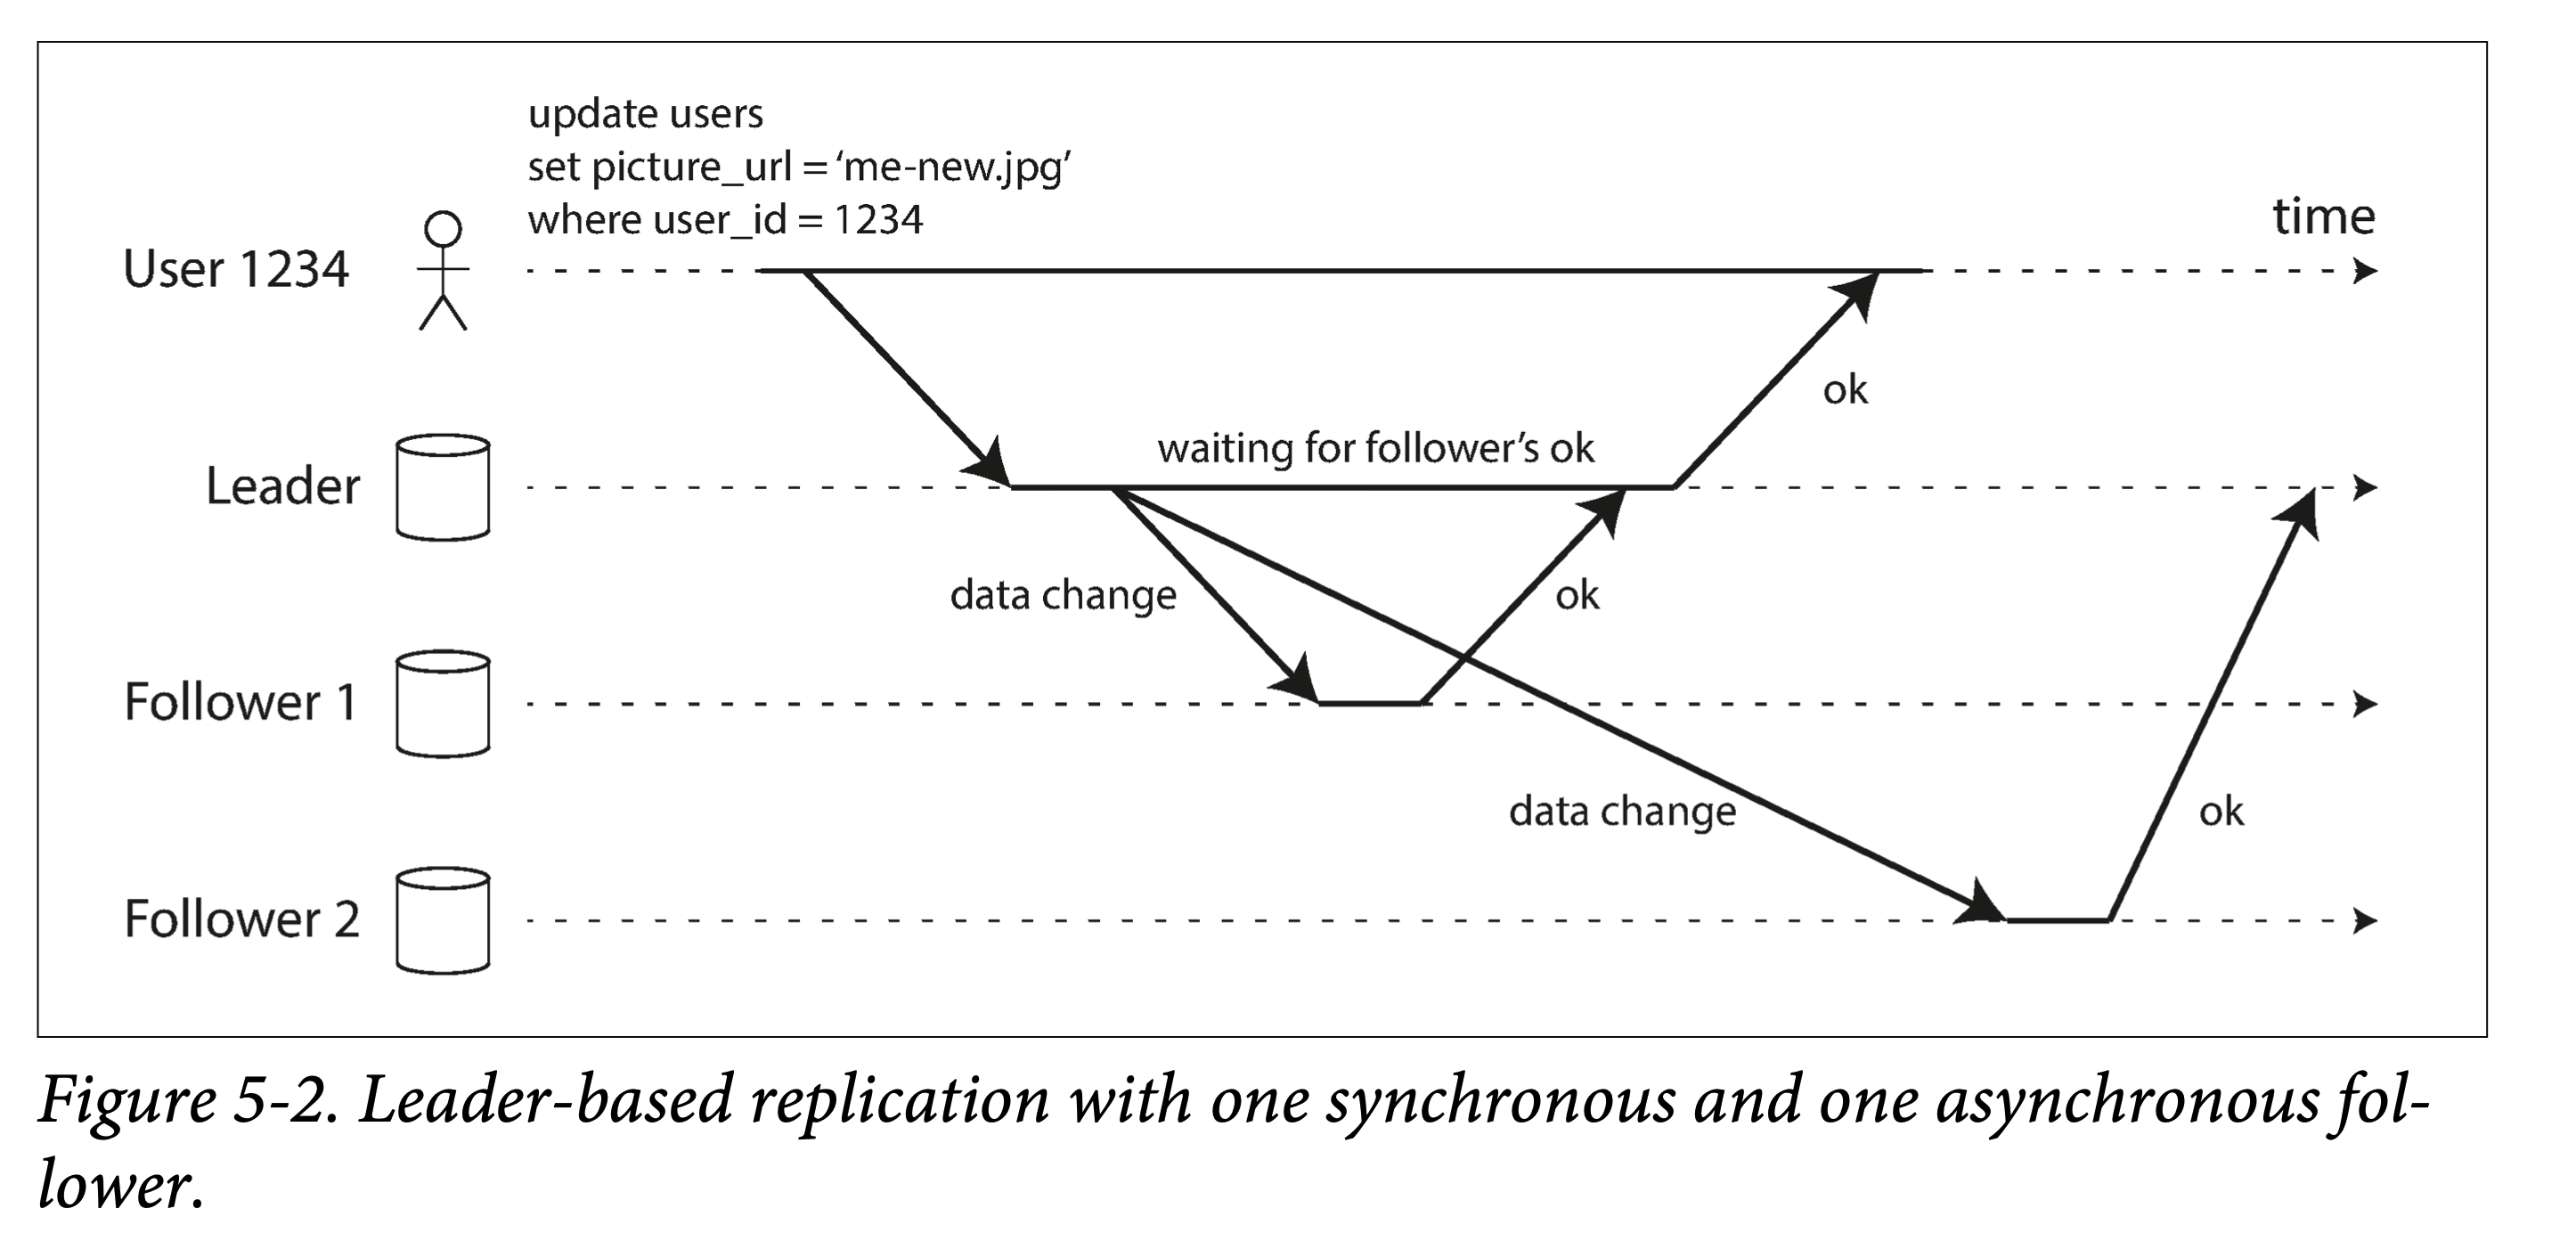 update users
set picture_url = ‘me-new.jpg’
where user_id = 1234
time
User 1234
ok
waiting for follower’s ok
Leader
data change
ok
Follower 1
data change
ok
Follower 2
Figure 5-2. Leader-based replication with one synchronous and one asynchronous fol-
lower.